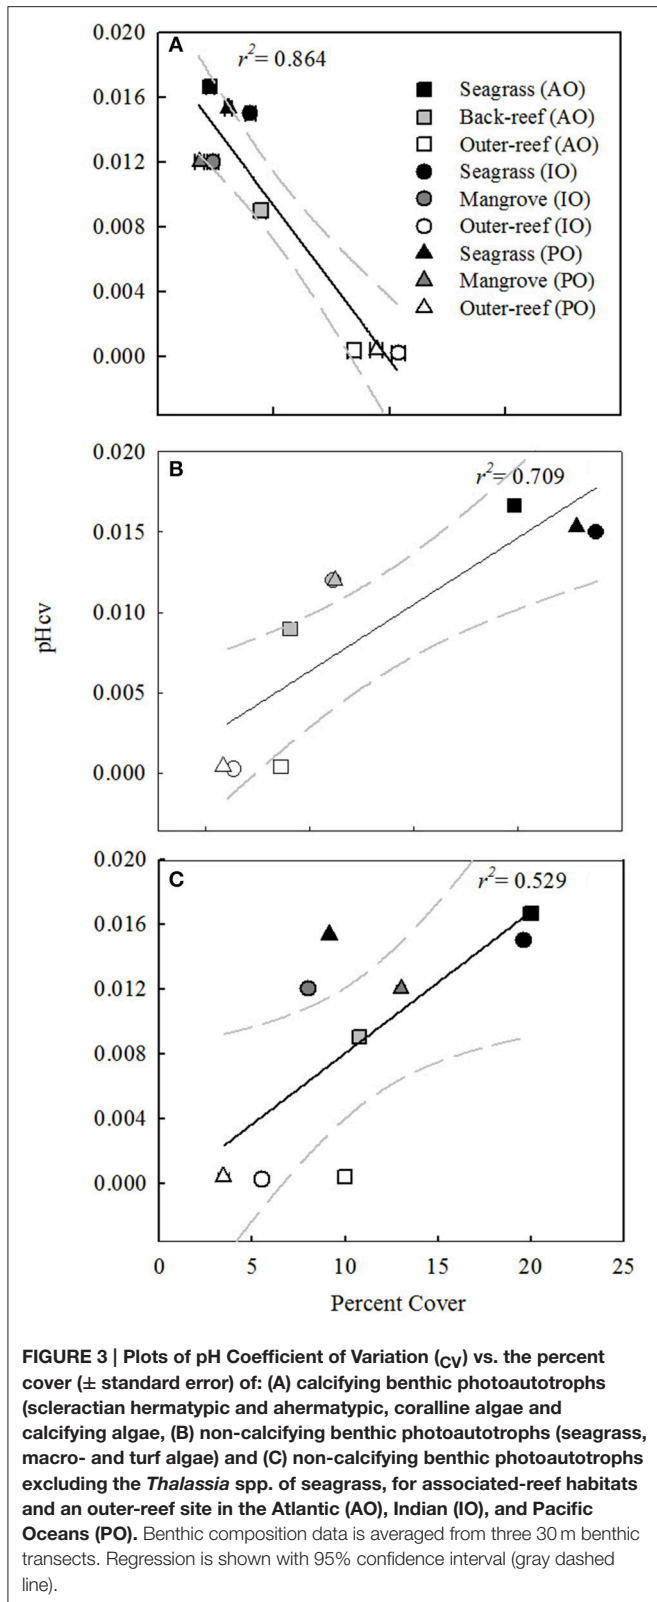 0.020
A
r² = 0.864
0.016
0.012
0.008
0.004
0.000
Seagrass (AO)
Back-reef (AO)
Outer-reef (AO)
Seagrass (IO)
Mangrove (IO)
Outer-reef (IO)
Seagrass (PO)
Mangrove (PO)
Outer-reef (PO)
0.020
B
r² = 0.709
0.015
0.010
0.005
0.000
pHcv
0.020
C
r² = 0.529
0.016
0.012
0.008
0.004
0.000
0 5 10 15 20 25
Percent Cover
FIGURE 3 | Plots of pH Coefficient of Variation (CV) vs. the percent
cover (± standard error) of: (A) calcifying benthic photoautotrophs
(scleractian hermatypic and ahermatypic, coralline algae and
calcifying algae, (B) non-calcifying benthic photoautotrophs (seagrass,
macro- and turf algae) and (C) non-calcifying benthic photoautotrophs
excluding the Thalassia spp. of seagrass, for associated-reef habitats
and an outer-reef site in the Atlantic (AO), Indian (IO), and Pacific
Oceans (PO). Benthic composition data is averaged from three 30 m benthic
transects. Regression is shown with 95% confidence interval (gray dashed
line).